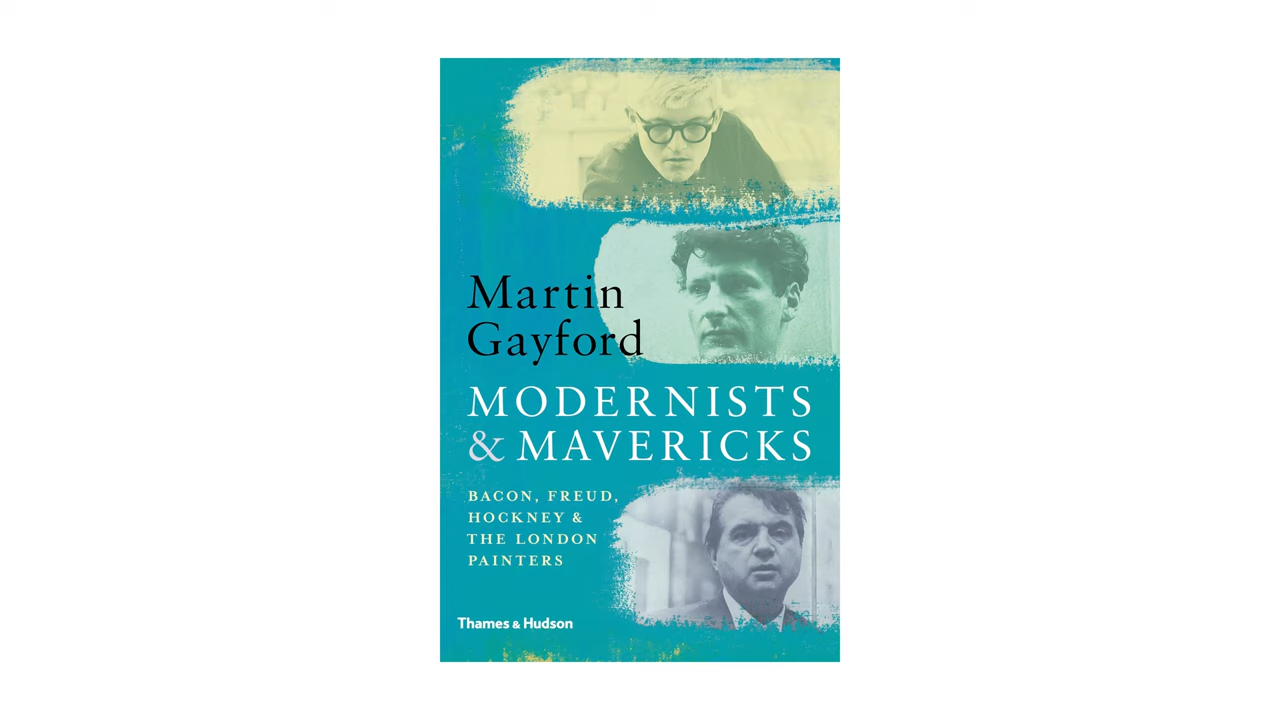 Martin
Gayford
MODERNISTS
& MAVERICKS
BACON, FREUD,
HOCKNEY &
THE LONDON
PAINTERS
Thames & Hudson